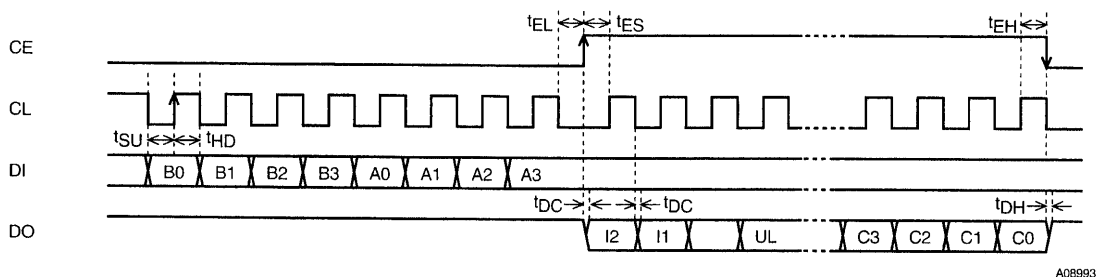 tEL tES tEH
CE
CL
tSU tHD
DI B0 B1 B2 B3 A0 A1 A2 A3
tDC tDC tDH
DO I2 I1 UL C3 C2 C1 C0
A08993